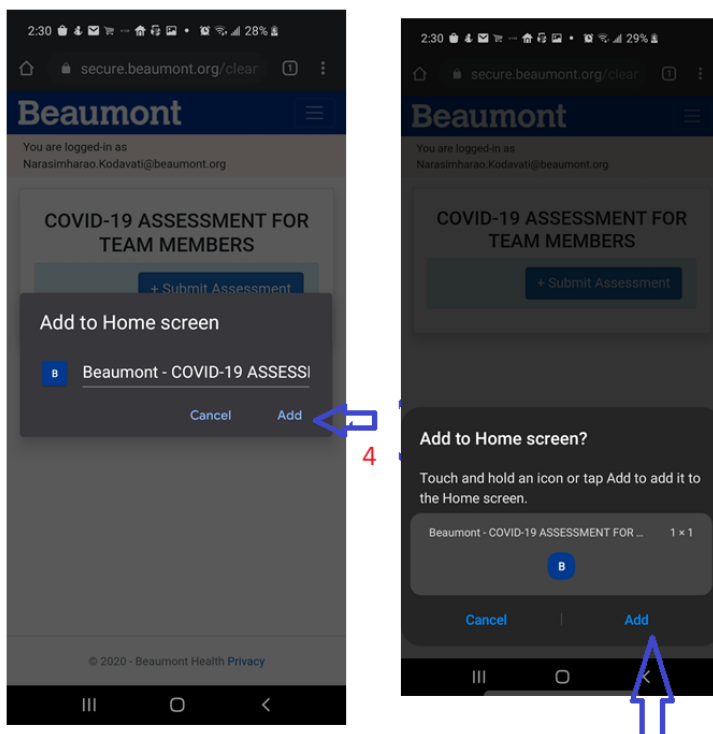 2:30 28%
secure.beaumont.org/clear 1
Beaumont
You are logged-in as
Narasimharao.Kodavati@beaumont.org
COVID-19 ASSESSMENT FOR
TEAM MEMBERS
+ Submit Assessment
Add to Home screen
B Beaumont - COVID-19 ASSESSI
Cancel Add
© 2020 - Beaumont Health Privacy
4
2:30 29%
secure.beaumont.org/clear 1
Beaumont
You are logged-in as
Narasimharao.Kodavati@beaumont.org
COVID-19 ASSESSMENT FOR
TEAM MEMBERS
+ Submit Assessment
Add to Home screen?
Touch and hold an icon or tap Add to add it to
the Home screen.
Beaumont - COVID-19 ASSESSMENT FOR ... 1 × 1
B
Cancel Add